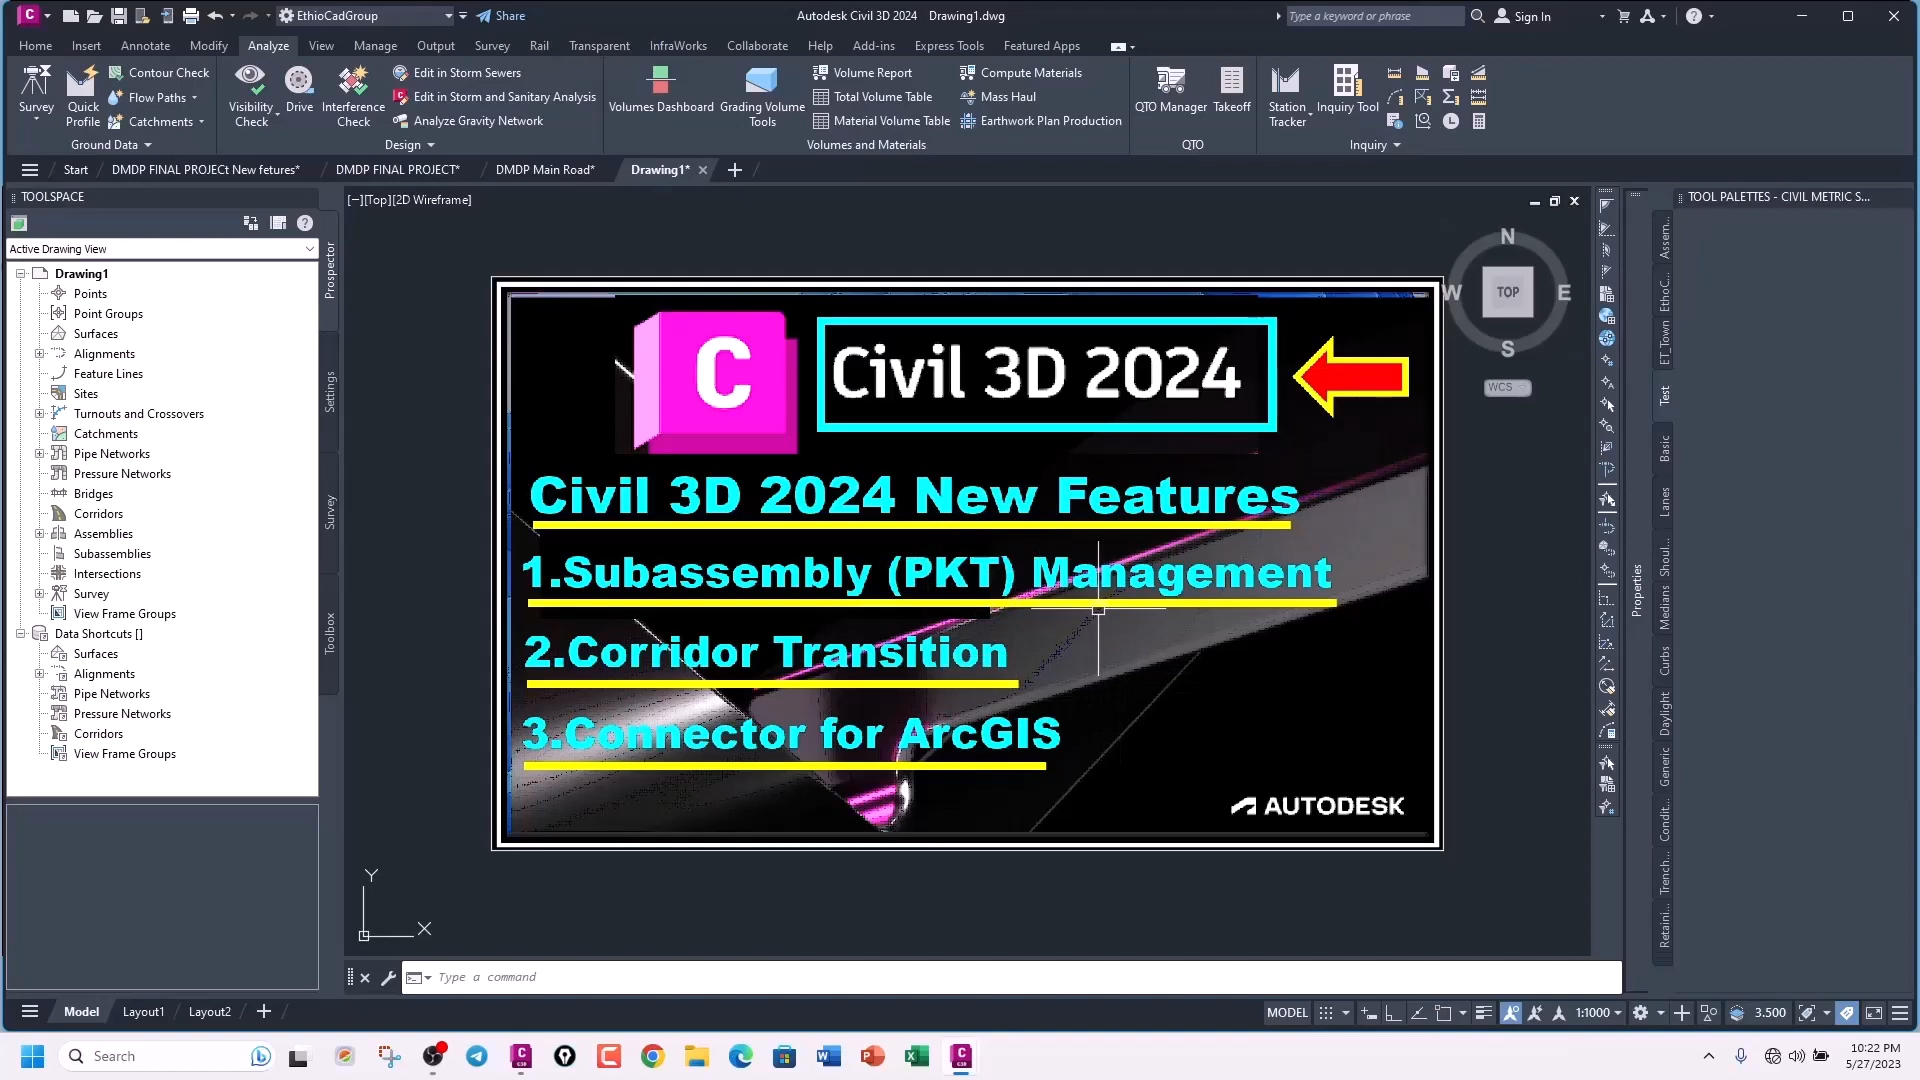 EthioCadGroup
Share
Autodesk Civil 3D 2024 Drawing1.dwg
Type a keyword or phrase
Sign In
Home Insert Annotate Modify Analyze View Manage Output Survey Rail Transparent InfraWorks Collaborate Help Add-ins Express Tools Featured Apps
Survey
Quick Profile
Contour Check
Flow Paths
Catchments
Ground Data
Visibility Check
Drive
Interference Check
Edit in Storm Sewers
Edit in Storm and Sanitary Analysis
Analyze Gravity Network
Design
Volumes Dashboard
Grading Volume Tools
Volume Report
Total Volume Table
Material Volume Table
Compute Materials
Mass Haul
Earthwork Plan Production
Volumes and Materials
QTO Manager
Takeoff
QTO
Station Tracker
Inquiry Tool
Inquiry
Start
DMDP FINAL PROJECt New fetures*
DMDP FINAL PROJECT*
DMDP Main Road*
Drawing1*
TOOLSPACE
Active Drawing View
Drawing1
Points
Point Groups
Surfaces
Alignments
Feature Lines
Sites
Turnouts and Crossovers
Catchments
Pipe Networks
Pressure Networks
Bridges
Corridors
Assemblies
Subassemblies
Intersections
Survey
View Frame Groups
Data Shortcuts []
Surfaces
Alignments
Pipe Networks
Pressure Networks
Corridors
View Frame Groups
Prospector
Settings
Survey
Toolbox
[−][Top][2D Wireframe]
C
Civil 3D 2024
Civil 3D 2024 New Features
1.Subassembly (PKT) Management
2.Corridor Transition
3.Connector for ArcGIS
AUTODESK
N
W TOP E
S
WCS
Y
X
Properties
TOOL PALETTES - CIVIL METRIC S...
Assem...
EthoC...
ET_Town
Test
Basic
Lanes
Shoul...
Medians
Curbs
Daylight
Generic
Condit...
Trench...
Retaini...
Type a command
Model Layout1 Layout2
MODEL
1:1000
3.500
Search
10:22 PM
5/27/2023